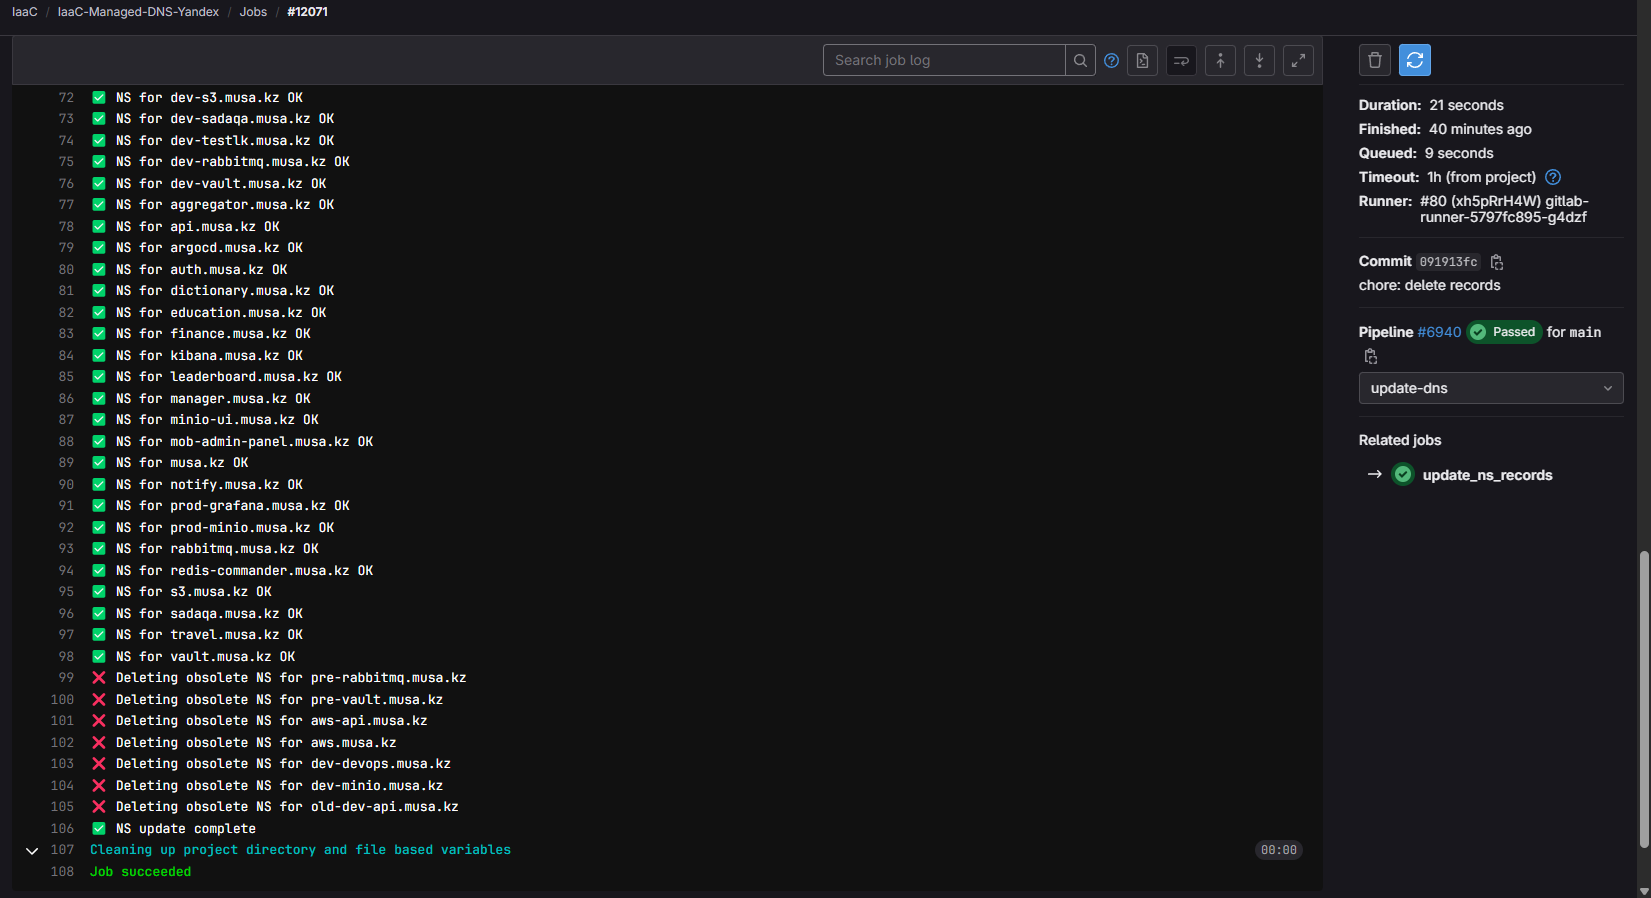 IaaC / IaaC-Managed-DNS-Yandex / Jobs / #12071
Search job log
72 ✅ NS for dev-s3.musa.kz OK
73 ✅ NS for dev-sadaqa.musa.kz OK
74 ✅ NS for dev-testlk.musa.kz OK
75 ✅ NS for dev-rabbitmq.musa.kz OK
76 ✅ NS for dev-vault.musa.kz OK
77 ✅ NS for aggregator.musa.kz OK
78 ✅ NS for api.musa.kz OK
79 ✅ NS for argocd.musa.kz OK
80 ✅ NS for auth.musa.kz OK
81 ✅ NS for dictionary.musa.kz OK
82 ✅ NS for education.musa.kz OK
83 ✅ NS for finance.musa.kz OK
84 ✅ NS for kibana.musa.kz OK
85 ✅ NS for leaderboard.musa.kz OK
86 ✅ NS for manager.musa.kz OK
87 ✅ NS for minio-ui.musa.kz OK
88 ✅ NS for mob-admin-panel.musa.kz OK
89 ✅ NS for musa.kz OK
90 ✅ NS for notify.musa.kz OK
91 ✅ NS for prod-grafana.musa.kz OK
92 ✅ NS for prod-minio.musa.kz OK
93 ✅ NS for rabbitmq.musa.kz OK
94 ✅ NS for redis-commander.musa.kz OK
95 ✅ NS for s3.musa.kz OK
96 ✅ NS for sadaqa.musa.kz OK
97 ✅ NS for travel.musa.kz OK
98 ✅ NS for vault.musa.kz OK
99 ❌ Deleting obsolete NS for pre-rabbitmq.musa.kz
100 ❌ Deleting obsolete NS for pre-vault.musa.kz
101 ❌ Deleting obsolete NS for aws-api.musa.kz
102 ❌ Deleting obsolete NS for aws.musa.kz
103 ❌ Deleting obsolete NS for dev-devops.musa.kz
104 ❌ Deleting obsolete NS for dev-minio.musa.kz
105 ❌ Deleting obsolete NS for old-dev-api.musa.kz
106 ✅ NS update complete
107 Cleaning up project directory and file based variables 00:00
108 Job succeeded
Duration: 21 seconds
Finished: 40 minutes ago
Queued: 9 seconds
Timeout: 1h (from project)
Runner: #80 (xh5pRrH4W) gitlab-
runner-5797fc895-g4dzf
Commit 091913fc
chore: delete records
Pipeline #6940 Passed for main
update-dns
Related jobs
→ update_ns_records